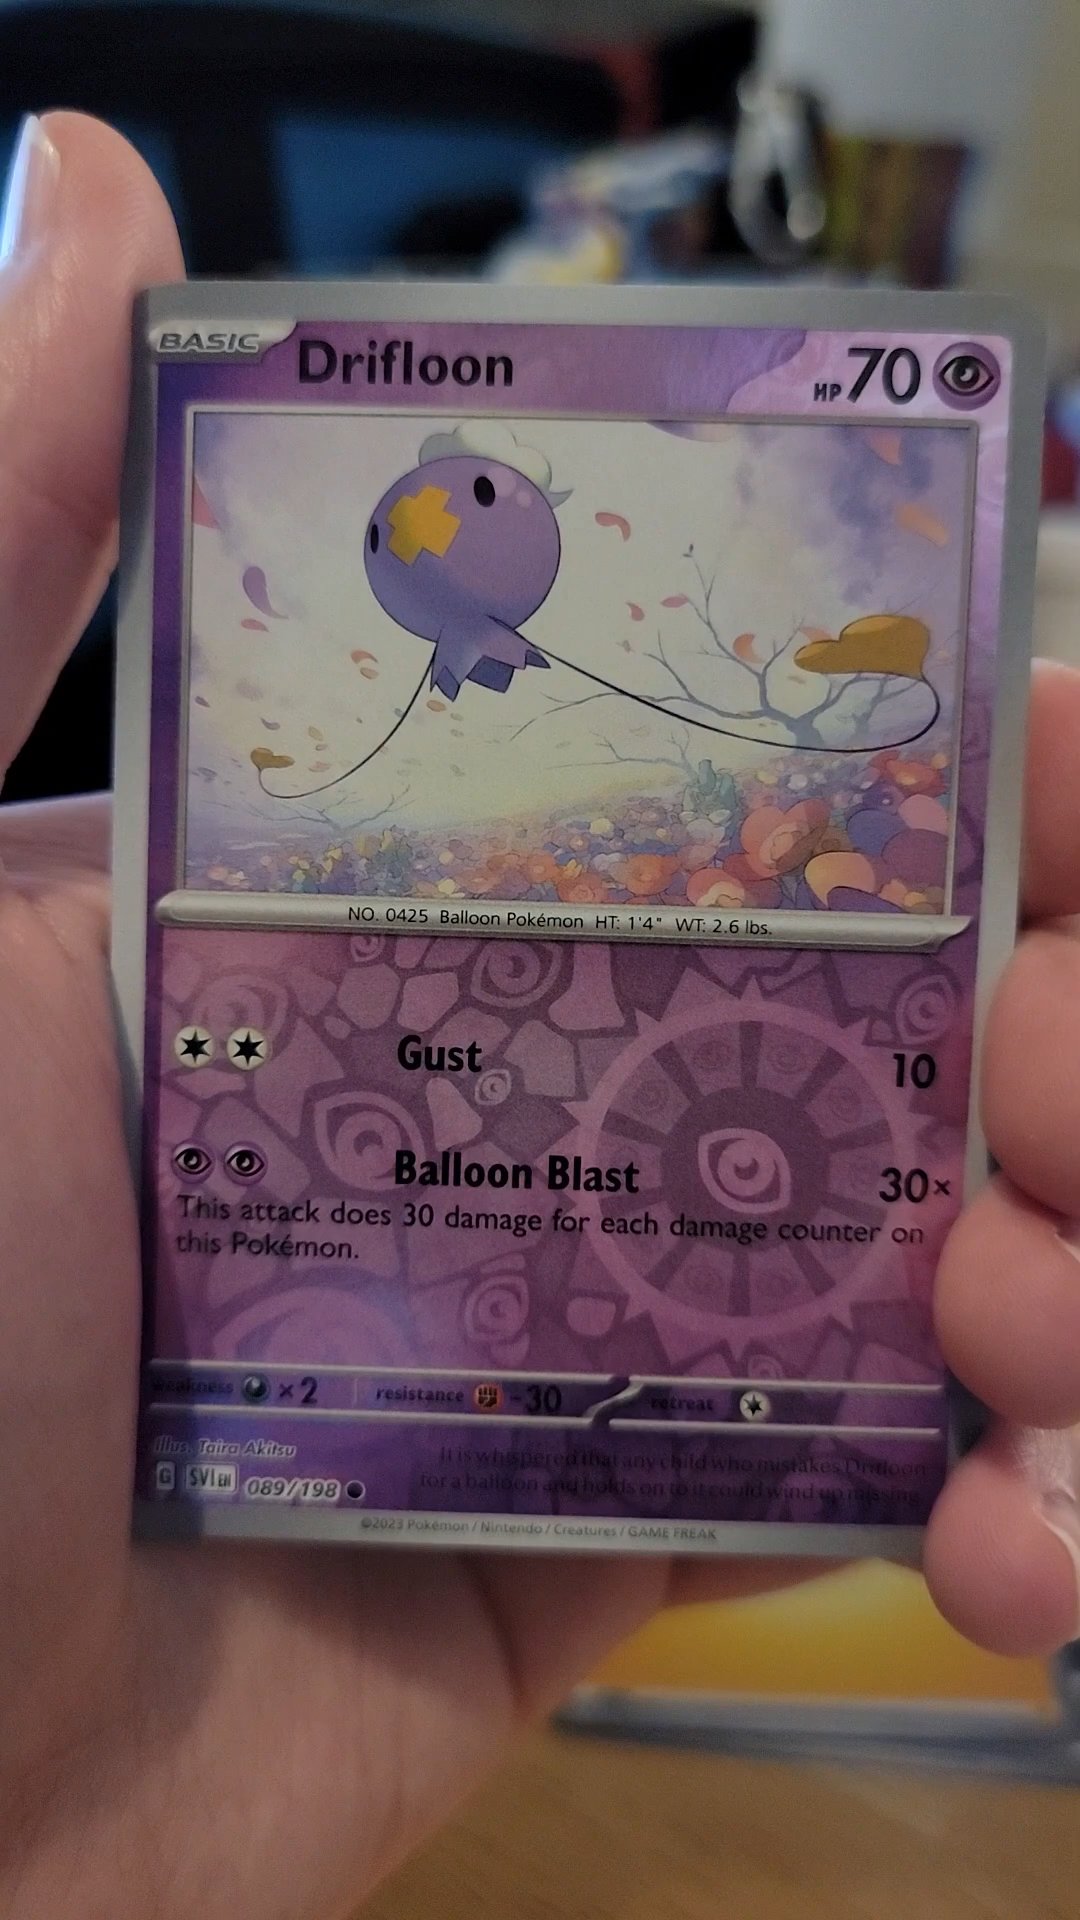 BASIC
Drifloon
HP 70
NO. 0425 Balloon Pokémon HT: 1'4" WT: 2.6 lbs.
Gust 10
Balloon Blast 30×
This attack does 30 damage for each damage counter on
this Pokémon.
weakness ×2 resistance -30 retreat
Illus. Taira Akitsu
It is whispered that any child who mistakes Drifloon
for a balloon and holds on to it could wind up missing.
G SVI EN 089/198
©2023 Pokémon / Nintendo / Creatures / GAME FREAK